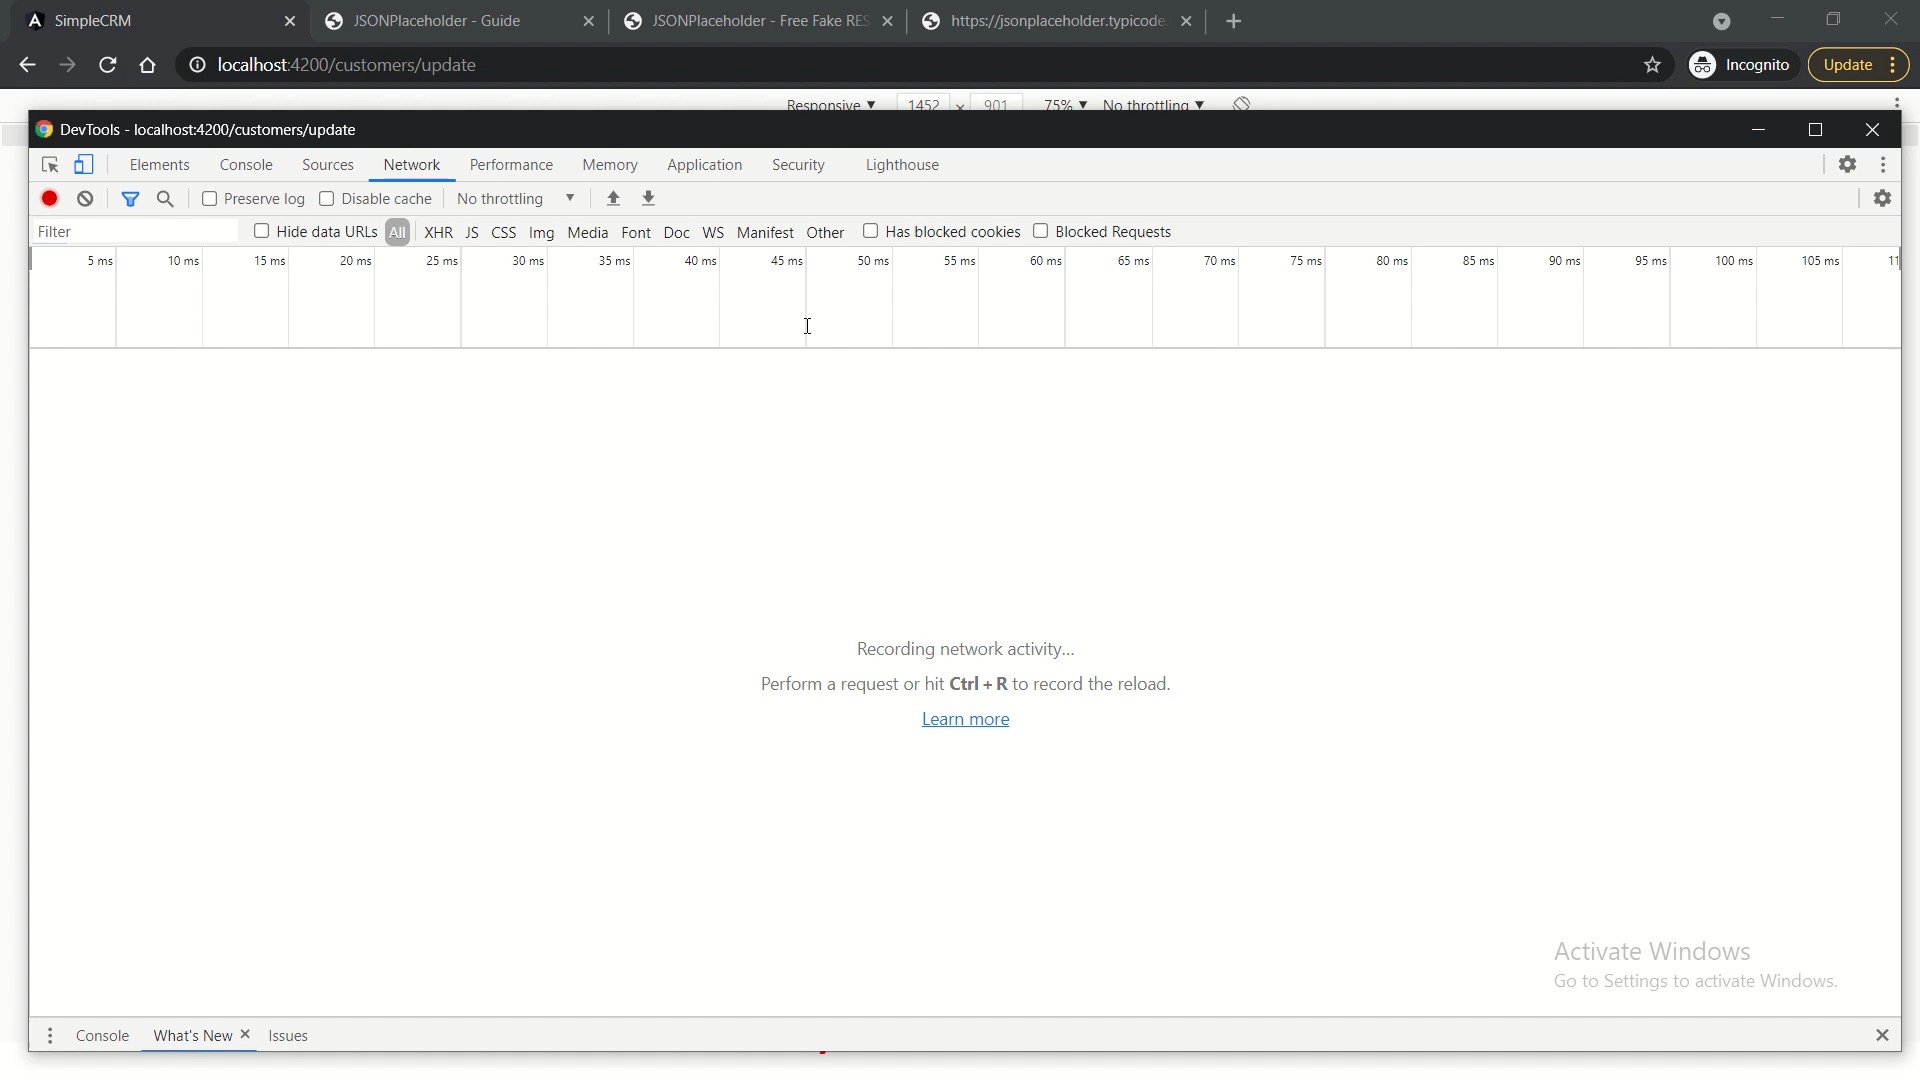 SimpleCRM
JSONPlaceholder - Guide
JSONPlaceholder - Free Fake RES
https://jsonplaceholder.typicode.
localhost:4200/customers/update
Incognito
Update
Responsive 1452 x 901 75% No throttling
DevTools - localhost:4200/customers/update
Elements Console Sources Network Performance Memory Application Security Lighthouse
Preserve log Disable cache No throttling
Filter Hide data URLs All XHR JS CSS Img Media Font Doc WS Manifest Other Has blocked cookies Blocked Requests
5 ms 10 ms 15 ms 20 ms 25 ms 30 ms 35 ms 40 ms 45 ms 50 ms 55 ms 60 ms 65 ms 70 ms 75 ms 80 ms 85 ms 90 ms 95 ms 100 ms 105 ms 11
Recording network activity...
Perform a request or hit Ctrl + R to record the reload.
Learn more
Activate Windows
Go to Settings to activate Windows.
Console What's New Issues